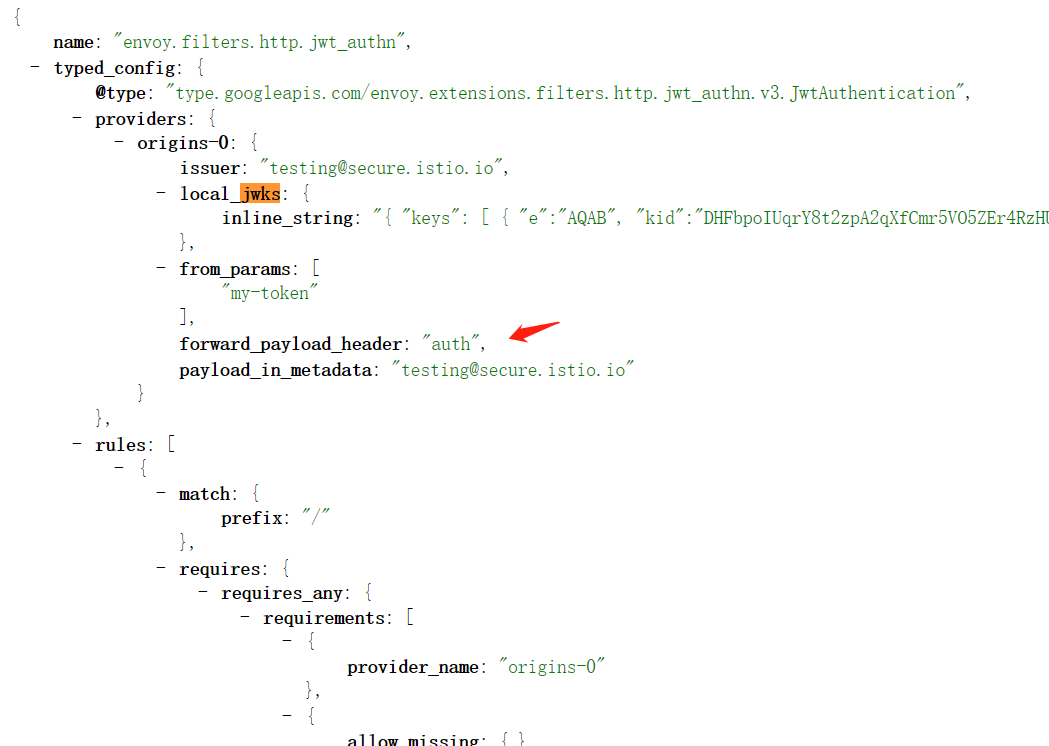 {
name: "envoy.filters.http.jwt_authn",
- typed_config: {
@type: "type.googleapis.com/envoy.extensions.filters.http.jwt_authn.v3.JwtAuthentication",
- providers: {
- origins-0: {
issuer: "testing@secure.istio.io",
- local_jwks: {
inline_string: "{ "keys": [ { "e":"AQAB", "kid":"DHFbpoIUqrY8t2zpA2qXfCmr5VO5ZEr4RzHU
},
- from_params: [
"my-token"
],
forward_payload_header: "auth",
payload_in_metadata: "testing@secure.istio.io"
}
},
- rules: [
- {
- match: {
prefix: "/"
},
- requires: {
- requires_any: {
- requirements: [
- {
provider_name: "origins-0"
},
- {
allow_missing: { }